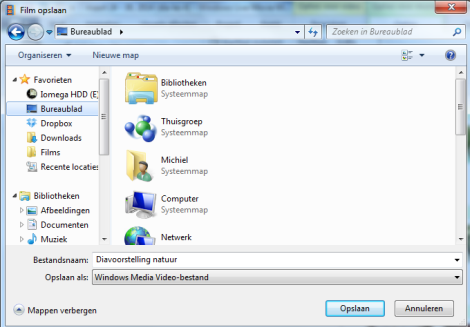 Film opslaan
Bureaublad
Zoeken in Bureaublad
Organiseren
Nieuwe map
Favorieten
Iomega HDD (E
Bureaublad
Dropbox
Downloads
Films
Recente locaties
Bibliotheken
Afbeeldingen
Documenten
Muziek
Bibliotheken
Systeemmap
Thuisgroep
Systeemmap
Michiel
Systeemmap
Computer
Systeemmap
Netwerk
Bestandsnaam: Diavoorstelling natuur
Opslaan als: Windows Media Video-bestand
Mappen verbergen
Opslaan
Annuleren